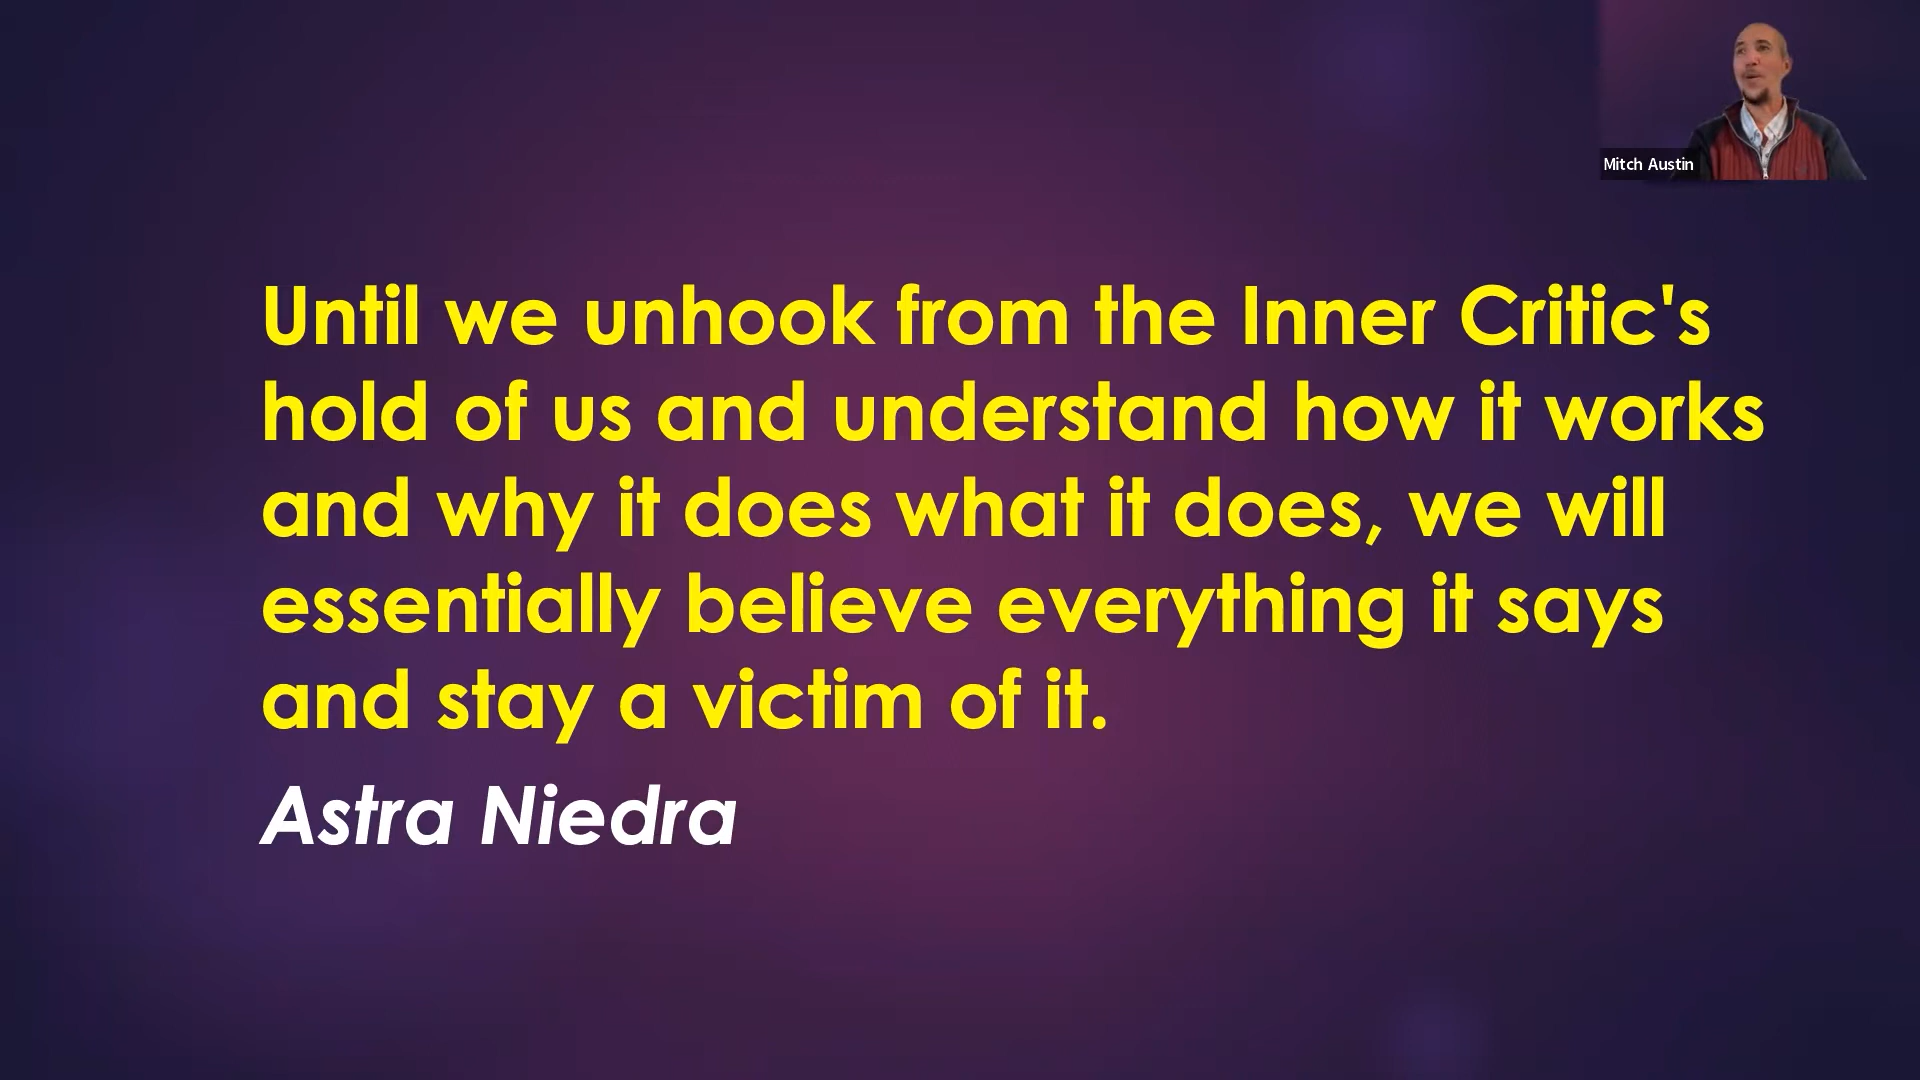 Mitch Austin
Until we unhook from the Inner Critic's
hold of us and understand how it works
and why it does what it does, we will
essentially believe everything it says
and stay a victim of it.
Astra Niedra